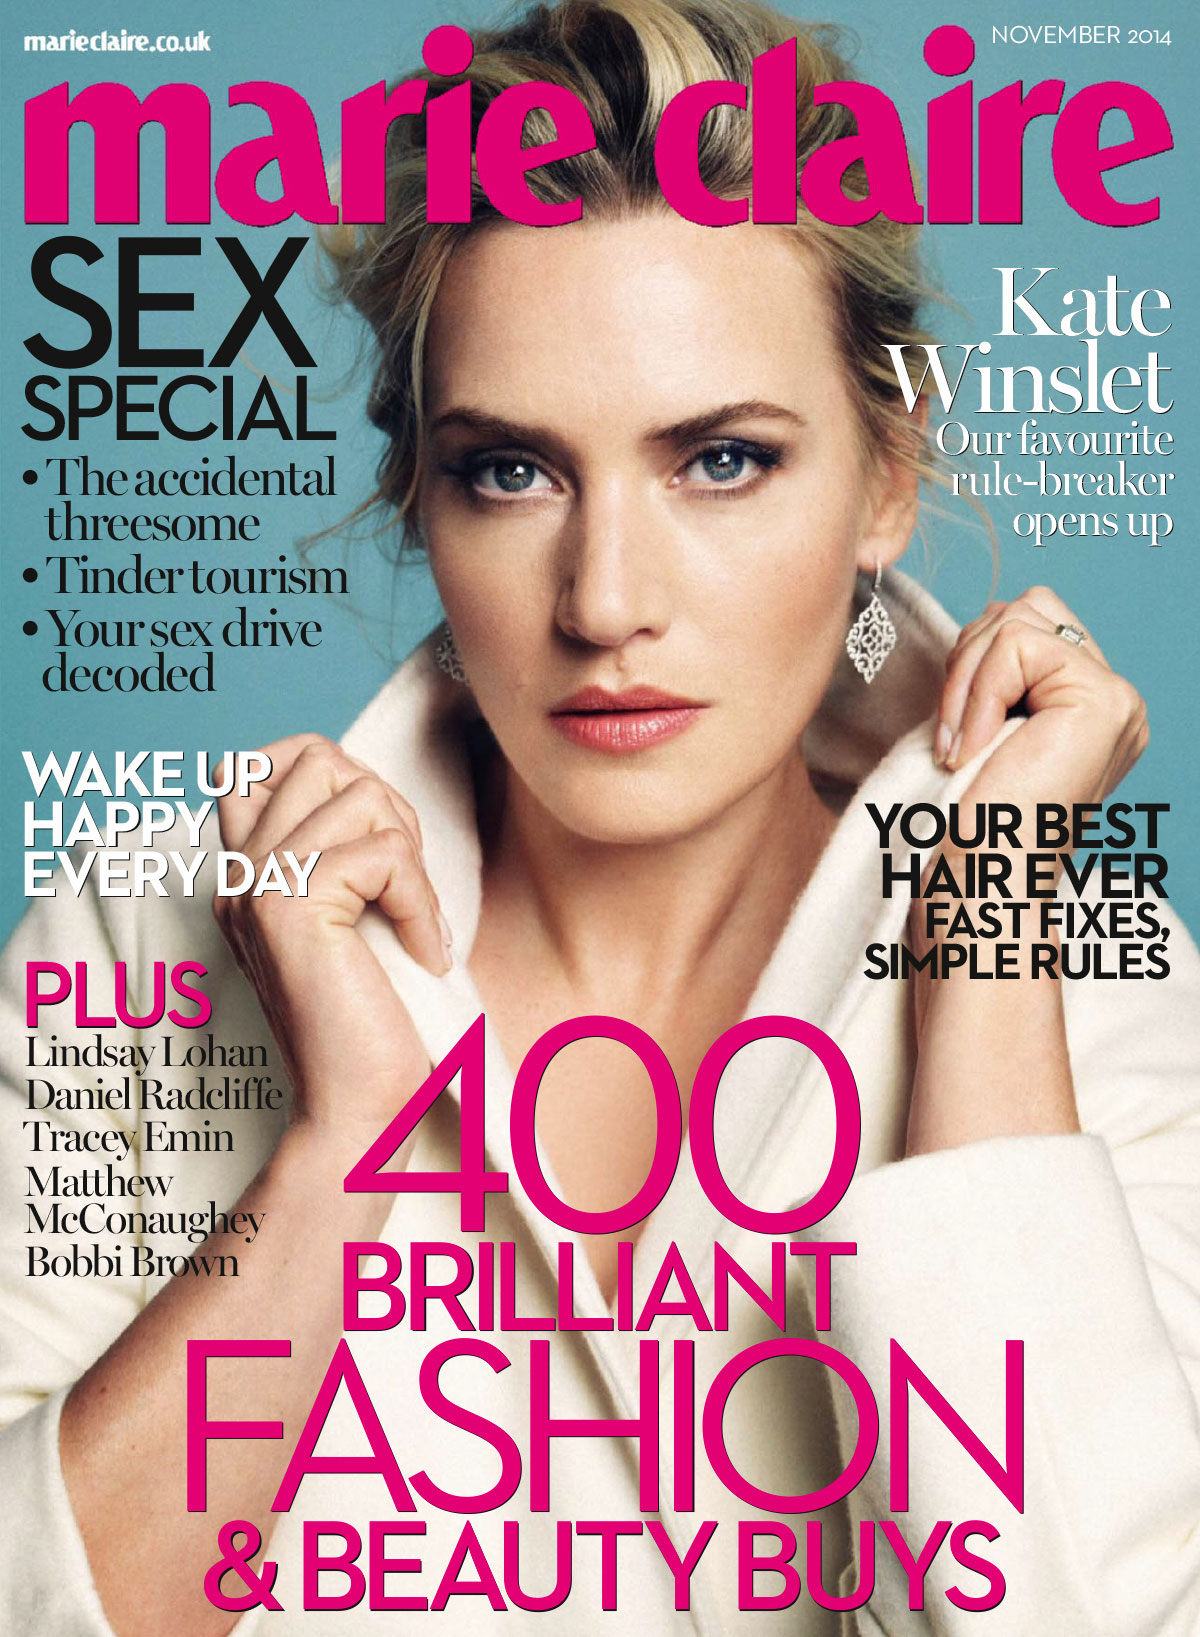 marieclaire.co.uk
NOVEMBER 2014
marie claire
SEX
SPECIAL
• The accidental
threesome
• Tinder tourism
• Your sex drive
decoded
Kate
Winslet
Our favourite
rule-breaker
opens up
WAKE UP
HAPPY
EVERY DAY
YOUR BEST
HAIR EVER
FAST FIXES,
SIMPLE RULES
PLUS
Lindsay Lohan
Daniel Radcliffe
Tracey Emin
Matthew
McConaughey
Bobbi Brown
400
BRILLIANT
FASHION
& BEAUTY BUYS